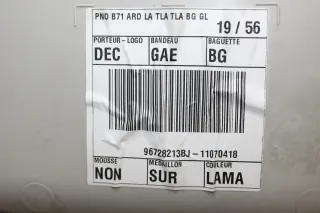 PNO B71 ARD LA TLA TLA BG GL
19 / 56
PORTEUR-LOGO BANDEAU BAGUETTE
DEC GAE BG
96728213BJ-11070418
MOUSSE MEDAILLON COULEUR
NON SUR LAMA